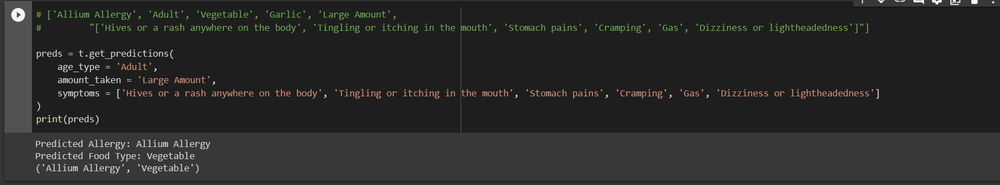 # ['Allium Allergy', 'Adult', 'Vegetable', 'Garlic', 'Large Amount',
#         "['Hives or a rash anywhere on the body', 'Tingling or itching in the mouth', 'Stomach pains', 'Cramping', 'Gas', 'Dizziness or lightheadedness']"]
preds = t.get_predictions(
    age_type = 'Adult',
    amount_taken = 'Large Amount',
    symptoms = ['Hives or a rash anywhere on the body', 'Tingling or itching in the mouth', 'Stomach pains', 'Cramping', 'Gas', 'Dizziness or lightheadedness']
)
print(preds)
Predicted Allergy: Allium Allergy
Predicted Food Type: Vegetable
('Allium Allergy', 'Vegetable')